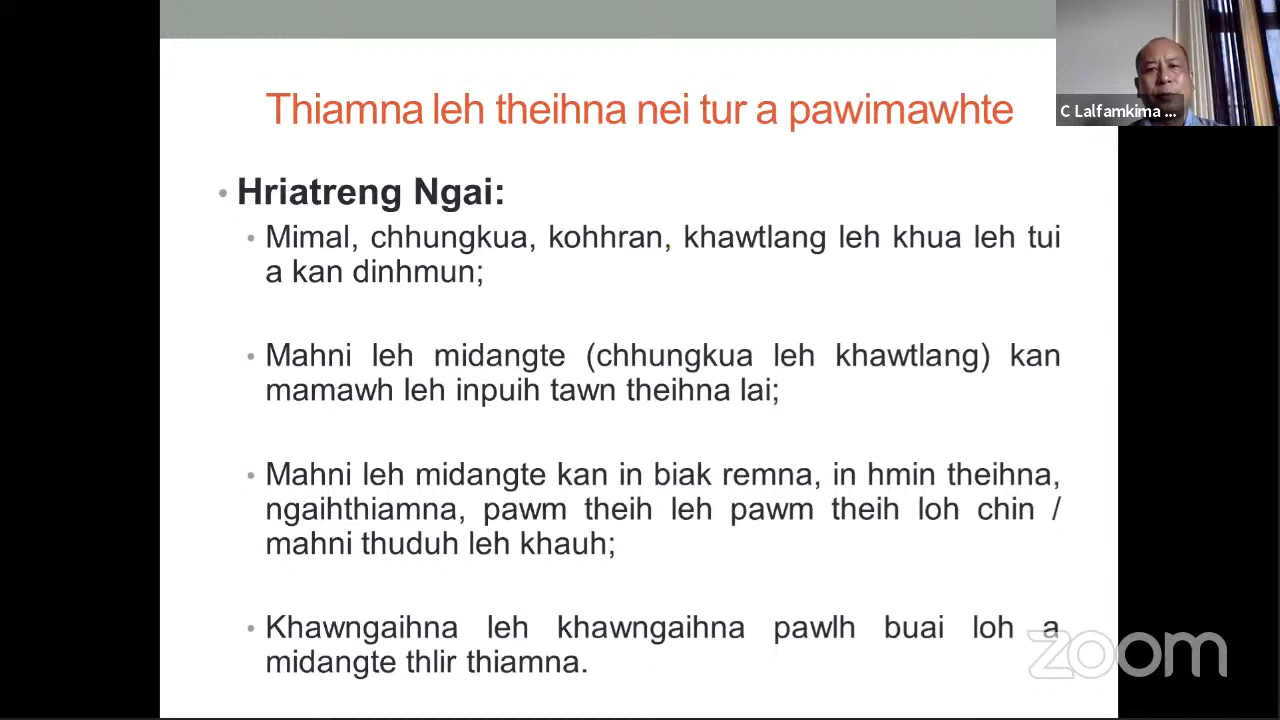 Thiamna leh theihna nei tur a pawimawhte
C Lalfamkima ...
• Hriatreng Ngai:
• Mimal, chhungkua, kohhran, khawtlang leh khua leh tui
a kan dinhmun;
• Mahni leh midangte (chhungkua leh khawtlang) kan
mamawh leh inpuih tawn theihna lai;
• Mahni leh midangte kan in biak remna, in hmin theihna,
ngaihthiamna, pawm theih leh pawm theih loh chin /
mahni thuduh leh khauh;
• Khawngaihna leh khawngaihna pawlh buai loh a
midangte thlir thiamna.
zoom